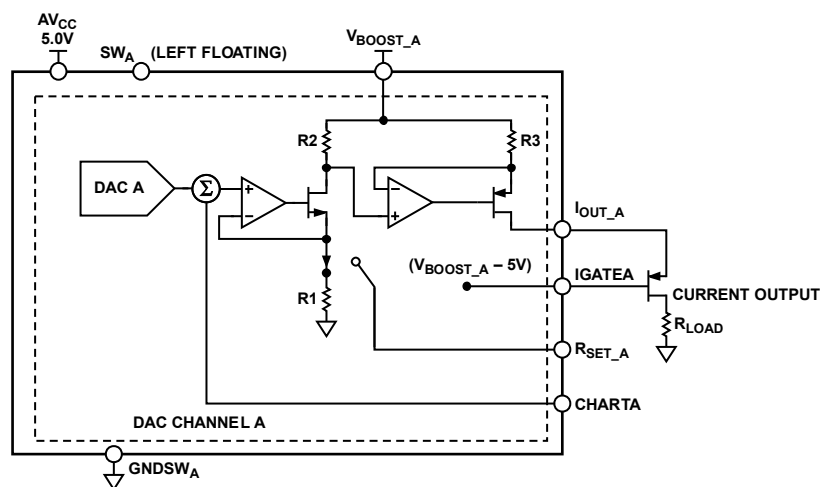 AVCC
5.0V
SWA (LEFT FLOATING)
VBOOST_A
R2
R3
DAC A
Σ
+
−
−
+
IOUT_A
(VBOOST_A – 5V)
IGATEA
CURRENT OUTPUT
R1
RLOAD
RSET_A
CHARTA
DAC CHANNEL A
GNDSWA